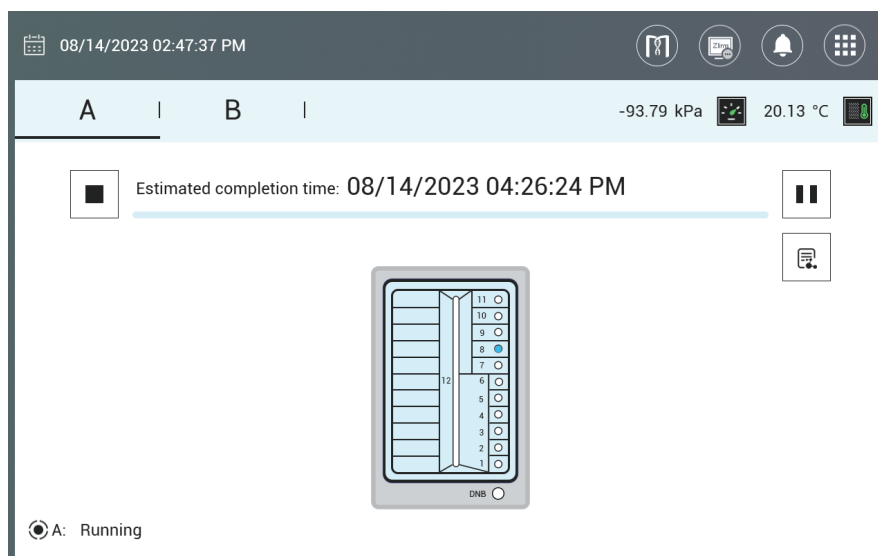 08/14/2023 02:47:37 PM
Zlims
A | B |
-93.79 kPa 20.13 °C
Estimated completion time: 08/14/2023 04:26:24 PM
11
10
9
8
7
12 6
5
4
3
2
1
DNB
A: Running